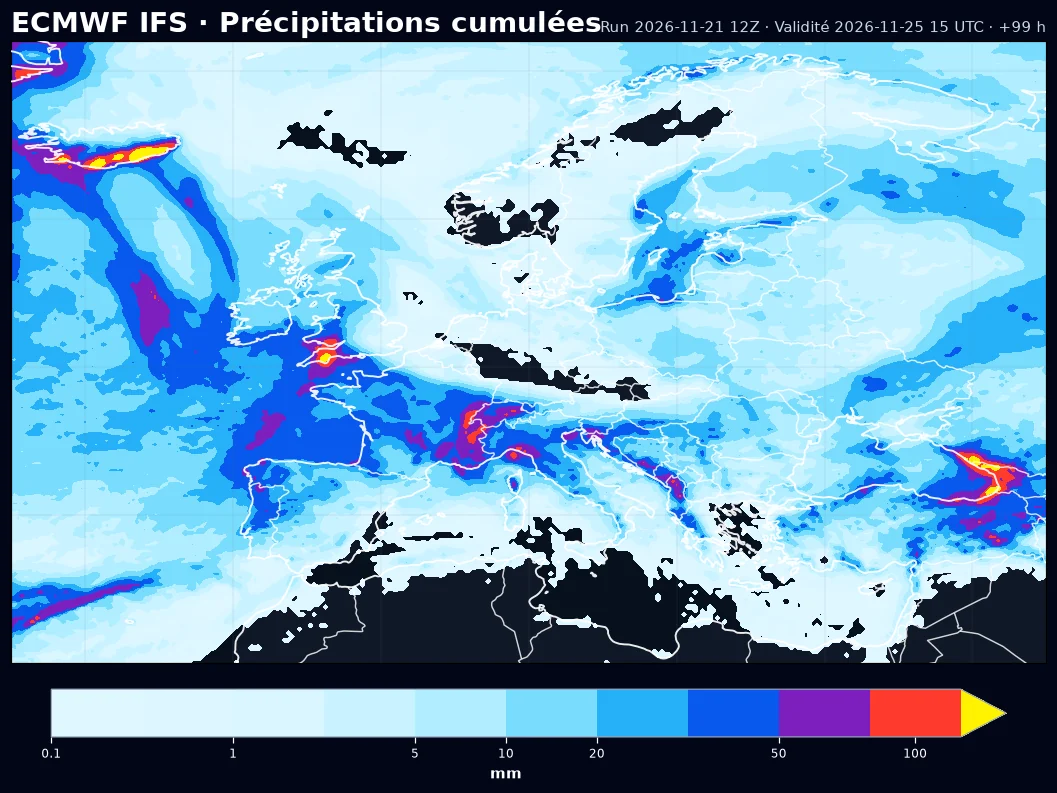 ECMWF IFS · Précipitations cumulées
Run 2026-11-21 12Z · Validité 2026-11-25 15 UTC · +99 h
0.1 1 5 10 20 50 100
mm